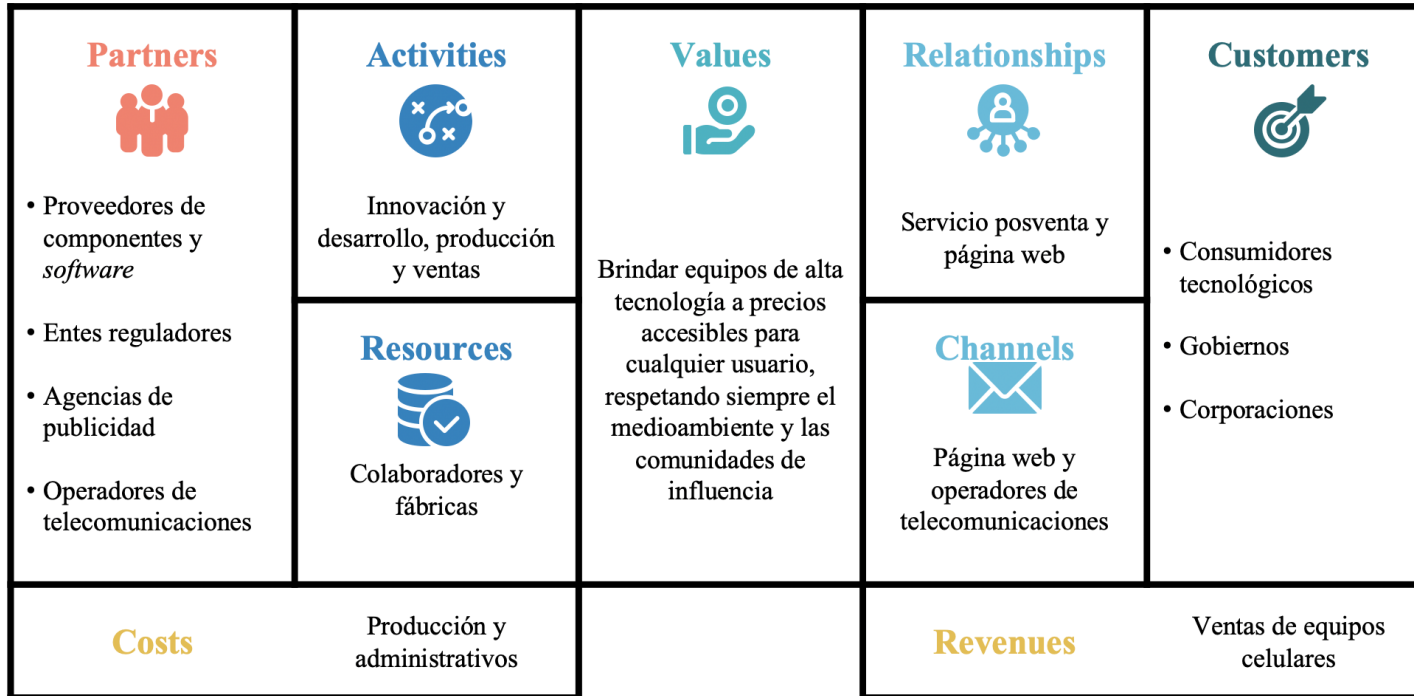 Partners
• Proveedores de
componentes y
software
• Entes reguladores
• Agencias de
publicidad
• Operadores de
telecomunicaciones
Activities
Innovación y
desarrollo, producción
y ventas
Resources
Colaboradores y
fábricas
Values
Brindar equipos de alta
tecnología a precios
accesibles para
cualquier usuario,
respetando siempre el
medioambiente y las
comunidades de
influencia
Relationships
Servicio posventa y
página web
Channels
Página web y
operadores de
telecomunicaciones
Customers
• Consumidores
tecnológicos
• Gobiernos
• Corporaciones
Costs
Producción y
administrativos
Revenues
Ventas de equipos
celulares